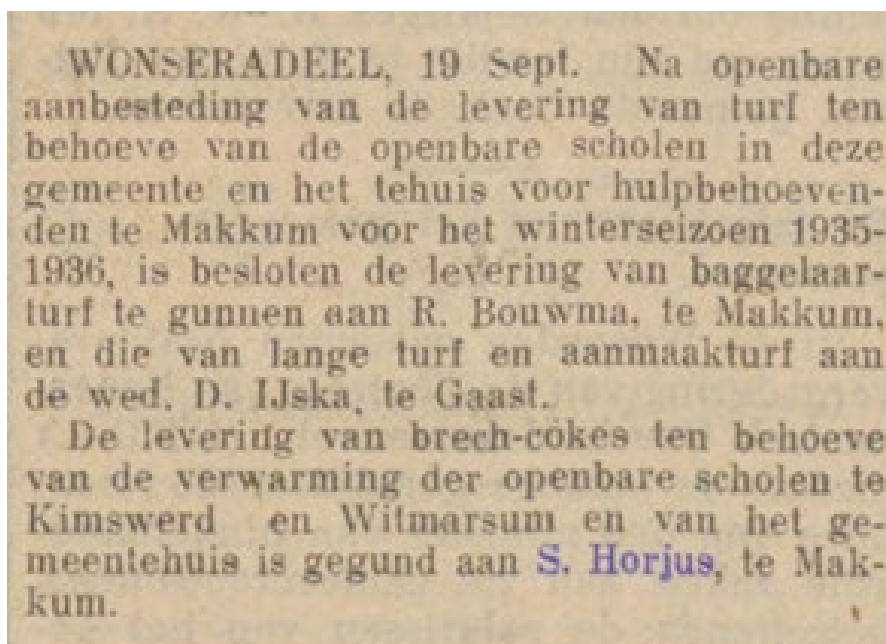 WONSERADEEL, 19 Sept. Na openbare
aanbesteding van de levering van turf ten
behoeve van de openbare scholen in deze
gemeente en het tehuis voor hulpbehoeven-
den te Makkum voor het winterseizoen 1935-
1936, is besloten de levering van baggelaar-
turf te gunnen aan R. Bouwma, te Makkum,
en die van lange turf en aanmaakturf aan
de wed. D. IJska, te Gaast.
De levering van brech-cokes ten behoeve
van de verwarming der openbare scholen te
Kimswerd en Witmarsum en van het ge-
meentehuis is gegund aan S. Horjus, te Mak-
kum.